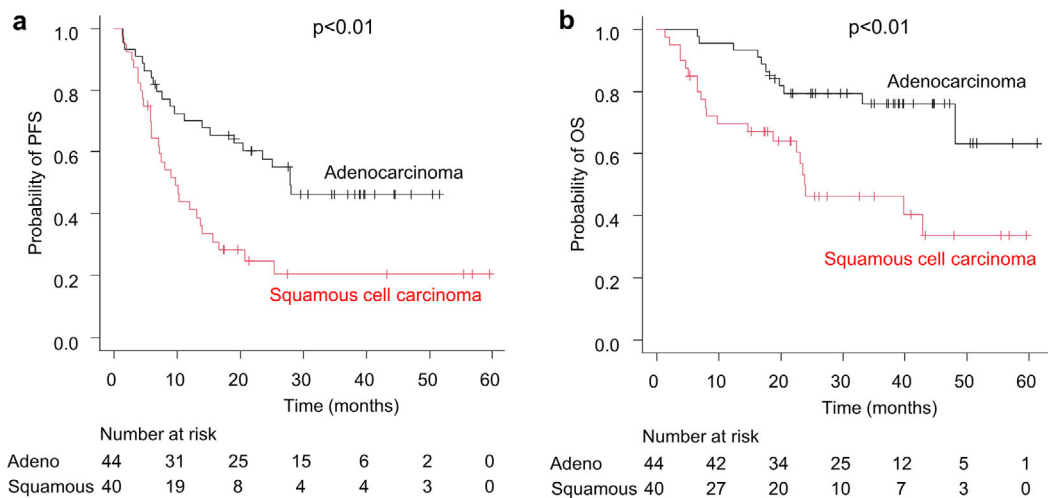 a
p<0.01
1.0
0.8
0.6
0.4
0.2
0.0
Probability of PFS
Adenocarcinoma
Squamous cell carcinoma
0 10 20 30 40 50 60
Time (months)
Number at risk
Adeno 44 31 25 15 6 2 0
Squamous 40 19 8 4 4 3 0
b
p<0.01
1.0
0.8
0.6
0.4
0.2
0.0
Probability of OS
Adenocarcinoma
Squamous cell carcinoma
0 10 20 30 40 50 60
Time (months)
Number at risk
Adeno 44 42 34 25 12 5 1
Squamous 40 27 20 10 7 3 0